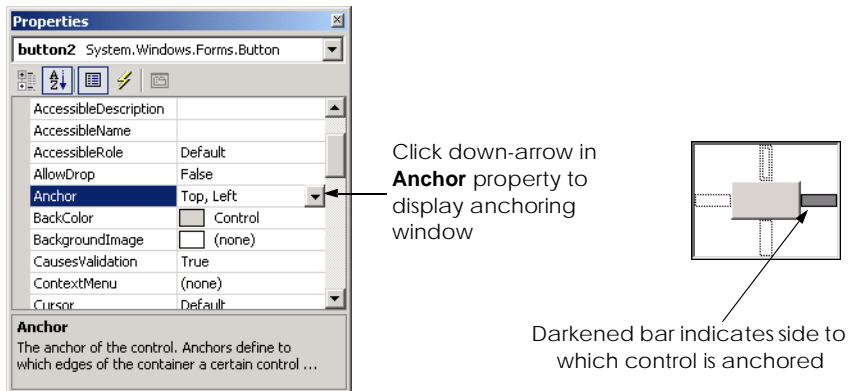 Properties
button2 System.Windows.Forms.Button
AccessibleDescription
AccessibleName
AccessibleRole Default
AllowDrop False
Anchor Top, Left
BackColor Control
BackgroundImage (none)
CausesValidation True
ContextMenu (none)
Cursor Default
Anchor
The anchor of the control. Anchors define to
which edges of the container a certain control ...
Click down-arrow in
Anchor property to
display anchoring
window
Darkened bar indicates side to
which control is anchored